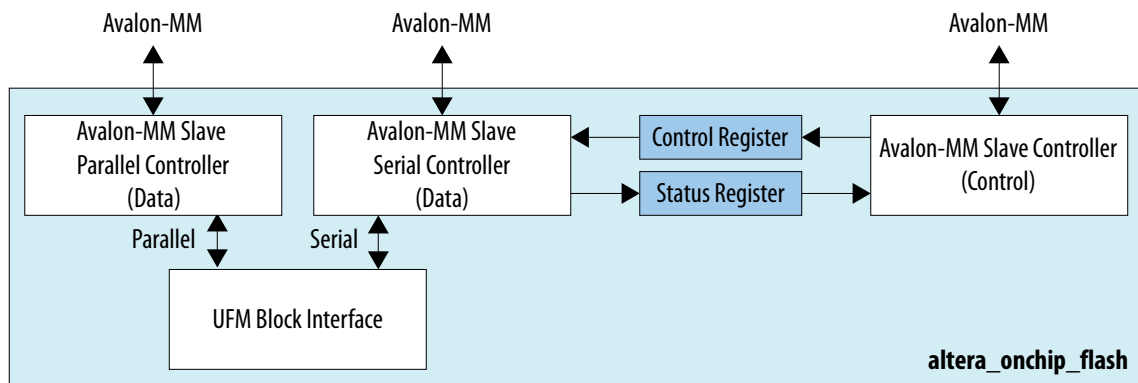 Avalon-MM
Avalon-MM
Avalon-MM
Avalon-MM Slave
Parallel Controller
(Data)
Avalon-MM Slave
Serial Controller
(Data)
Control Register
Status Register
Avalon-MM Slave Controller
(Control)
Parallel
Serial
UFM Block Interface
altera_onchip_flash